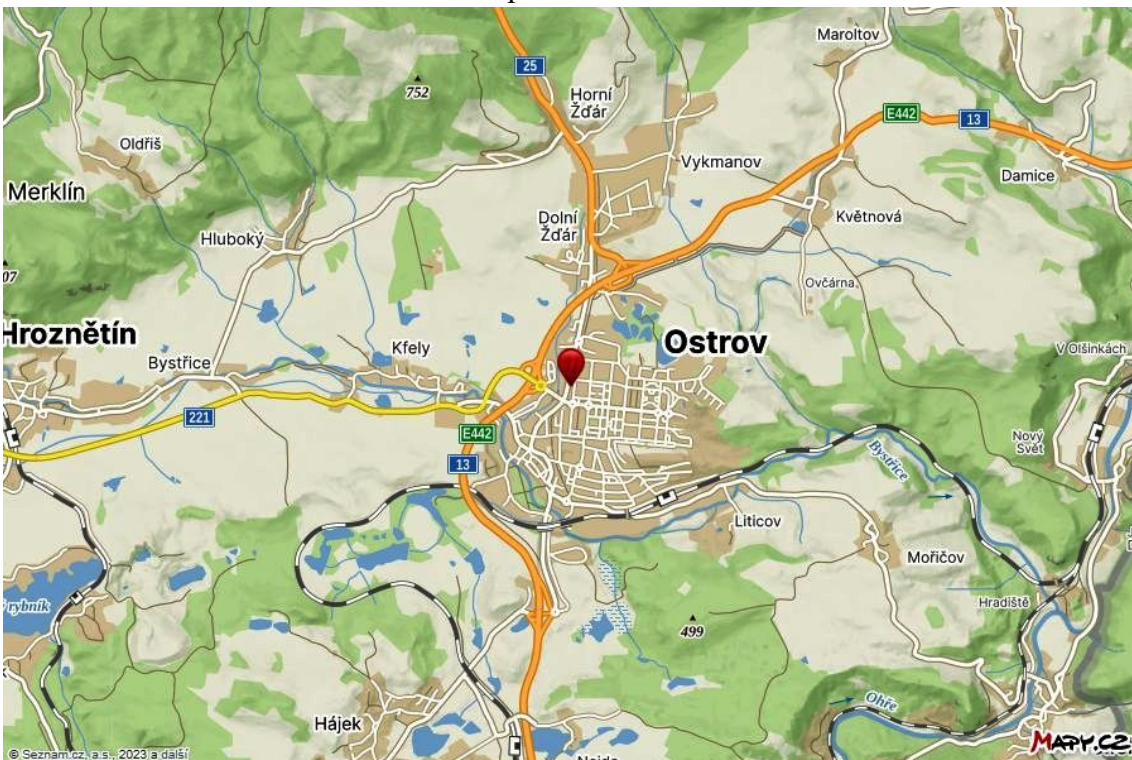 Maroltov
25
752
Horní
Žďár
E442
13
Oldřiš
Vykmanov
Damice
Merklín
Dolní
Žďár
Květnová
Hluboký
07
Ovčárna
Hroznětín
Ostrov
Kfely
V Olšinkách
Bystřice
221
E442
Nový
Svět
Bystřice
13
Liticov
Mořičov
rybník
Hradiště
499
Ohře
Hájek
MAPY.CZ
© Seznam.cz, a.s., 2023 a další